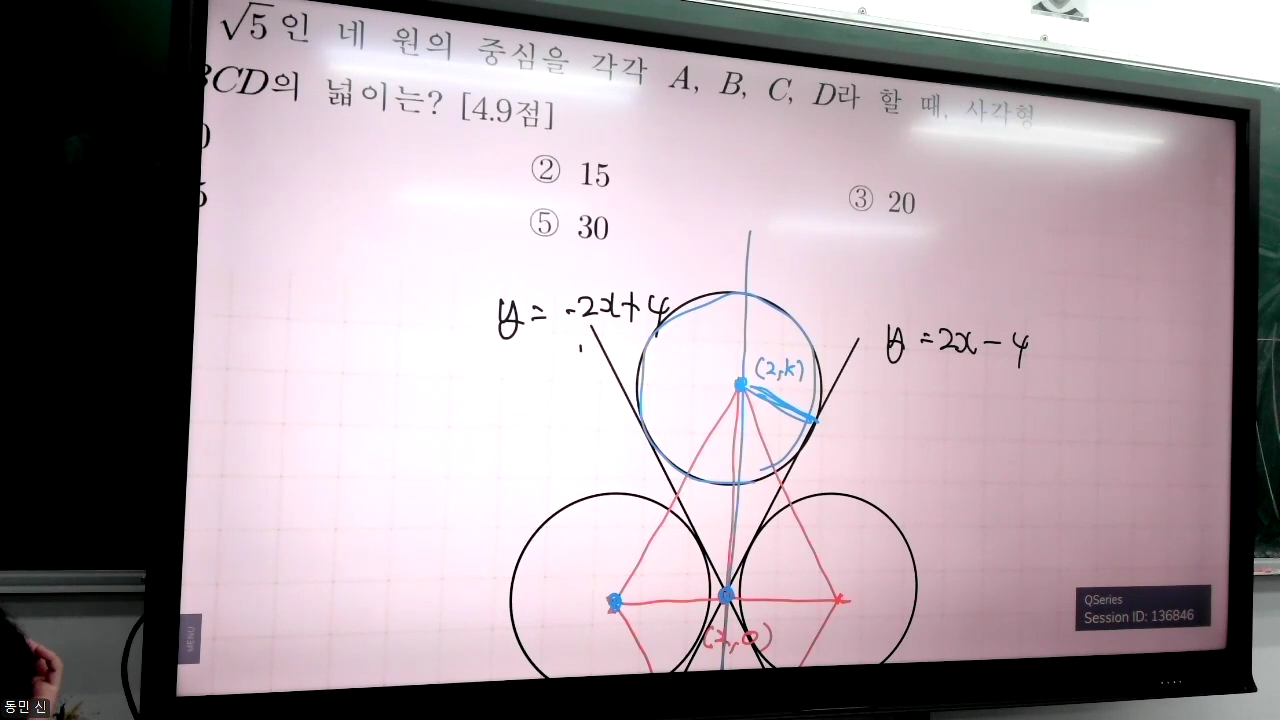 √5인 네 원의 중심을 각각 A, B, C, D라 할 때, 사각형
BCD의 넓이는? [4.9점]
② 15
③ 20
⑤ 30
y = -2x+4
y = 2x-4
(2,k)
(2,0)
QSeries
Session ID: 136846
MENU
동민 신